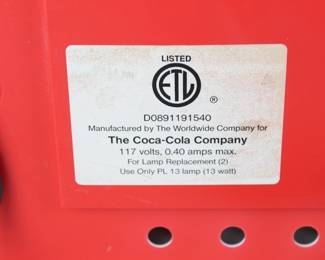 LISTED
ETL
®
D0891191540
Manufactured by The Worldwide Company for
The Coca-Cola Company
117 volts, 0.40 amps max.
For Lamp Replacement (2)
Use Only PL 13 lamp (13 watt)